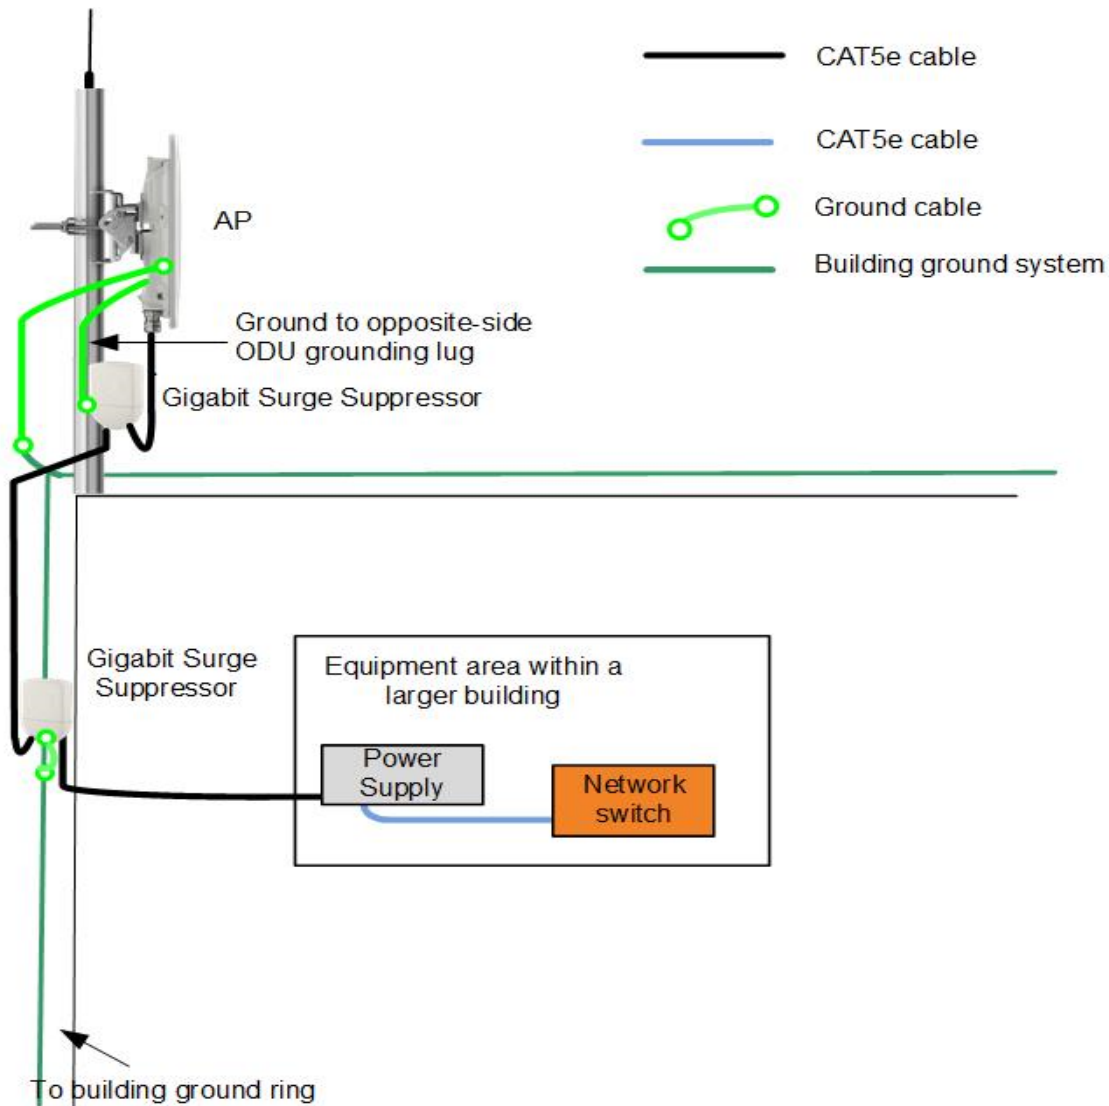 CAT5e cable
CAT5e cable
AP
Ground cable
Building ground system
Ground to opposite-side
ODU grounding lug
Gigabit Surge Suppressor
Gigabit Surge
Suppressor
Equipment area within a
larger building
Power
Supply
Network
switch
To building ground ring